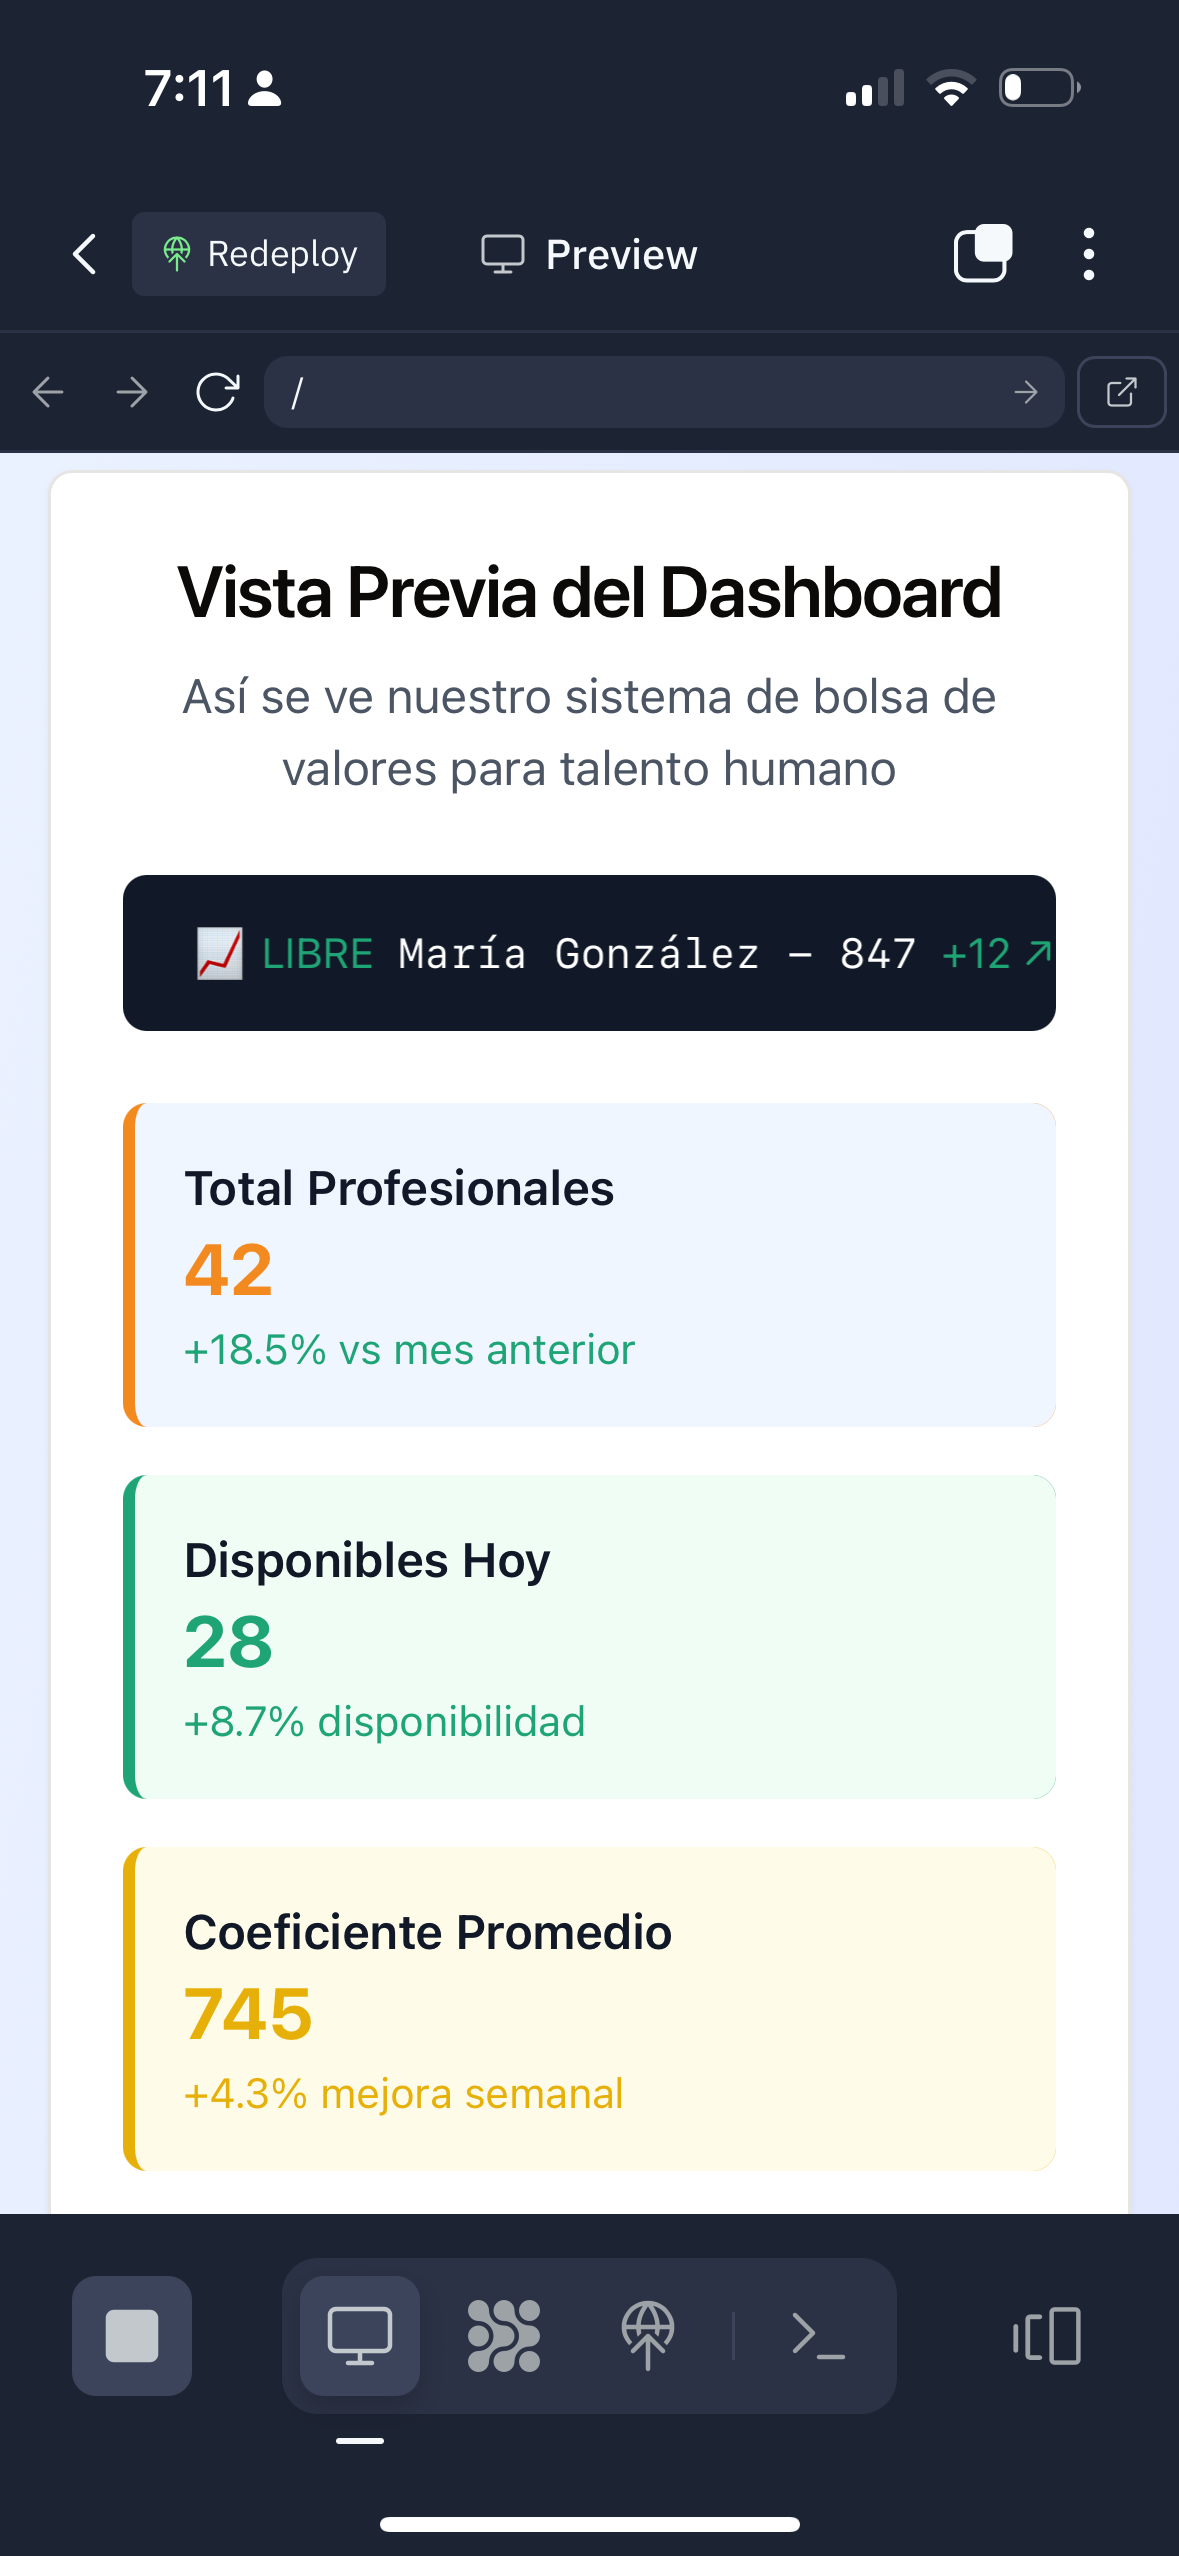 7:11
Redeploy
Preview
/
Vista Previa del Dashboard
Así se ve nuestro sistema de bolsa de
valores para talento humano
📈 LIBRE María González – 847 +12 ↗
Total Profesionales
42
+18.5% vs mes anterior
Disponibles Hoy
28
+8.7% disponibilidad
Coeficiente Promedio
745
+4.3% mejora semanal